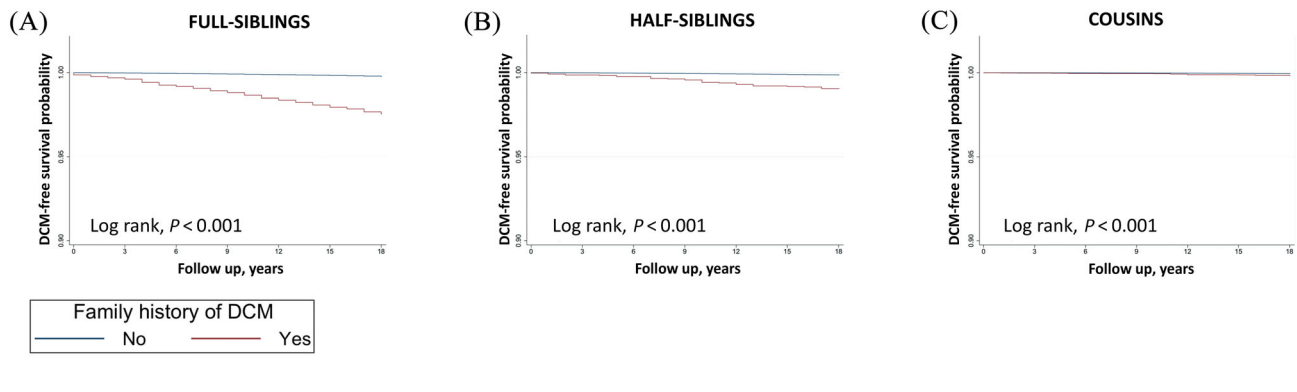 (A) FULL-SIBLINGS
DCM-free survival probability
1.00
0.95
0.90
Log rank, P < 0.001
0 3 6 9 12 15 18
Follow up, years
(B) HALF-SIBLINGS
DCM-free survival probability
1.00
0.95
0.90
Log rank, P < 0.001
0 3 6 9 12 15 18
Follow up, years
(C) COUSINS
DCM-free survival probability
1.00
0.95
0.90
Log rank, P < 0.001
0 3 6 9 12 15 18
Follow up, years
Family history of DCM
No Yes